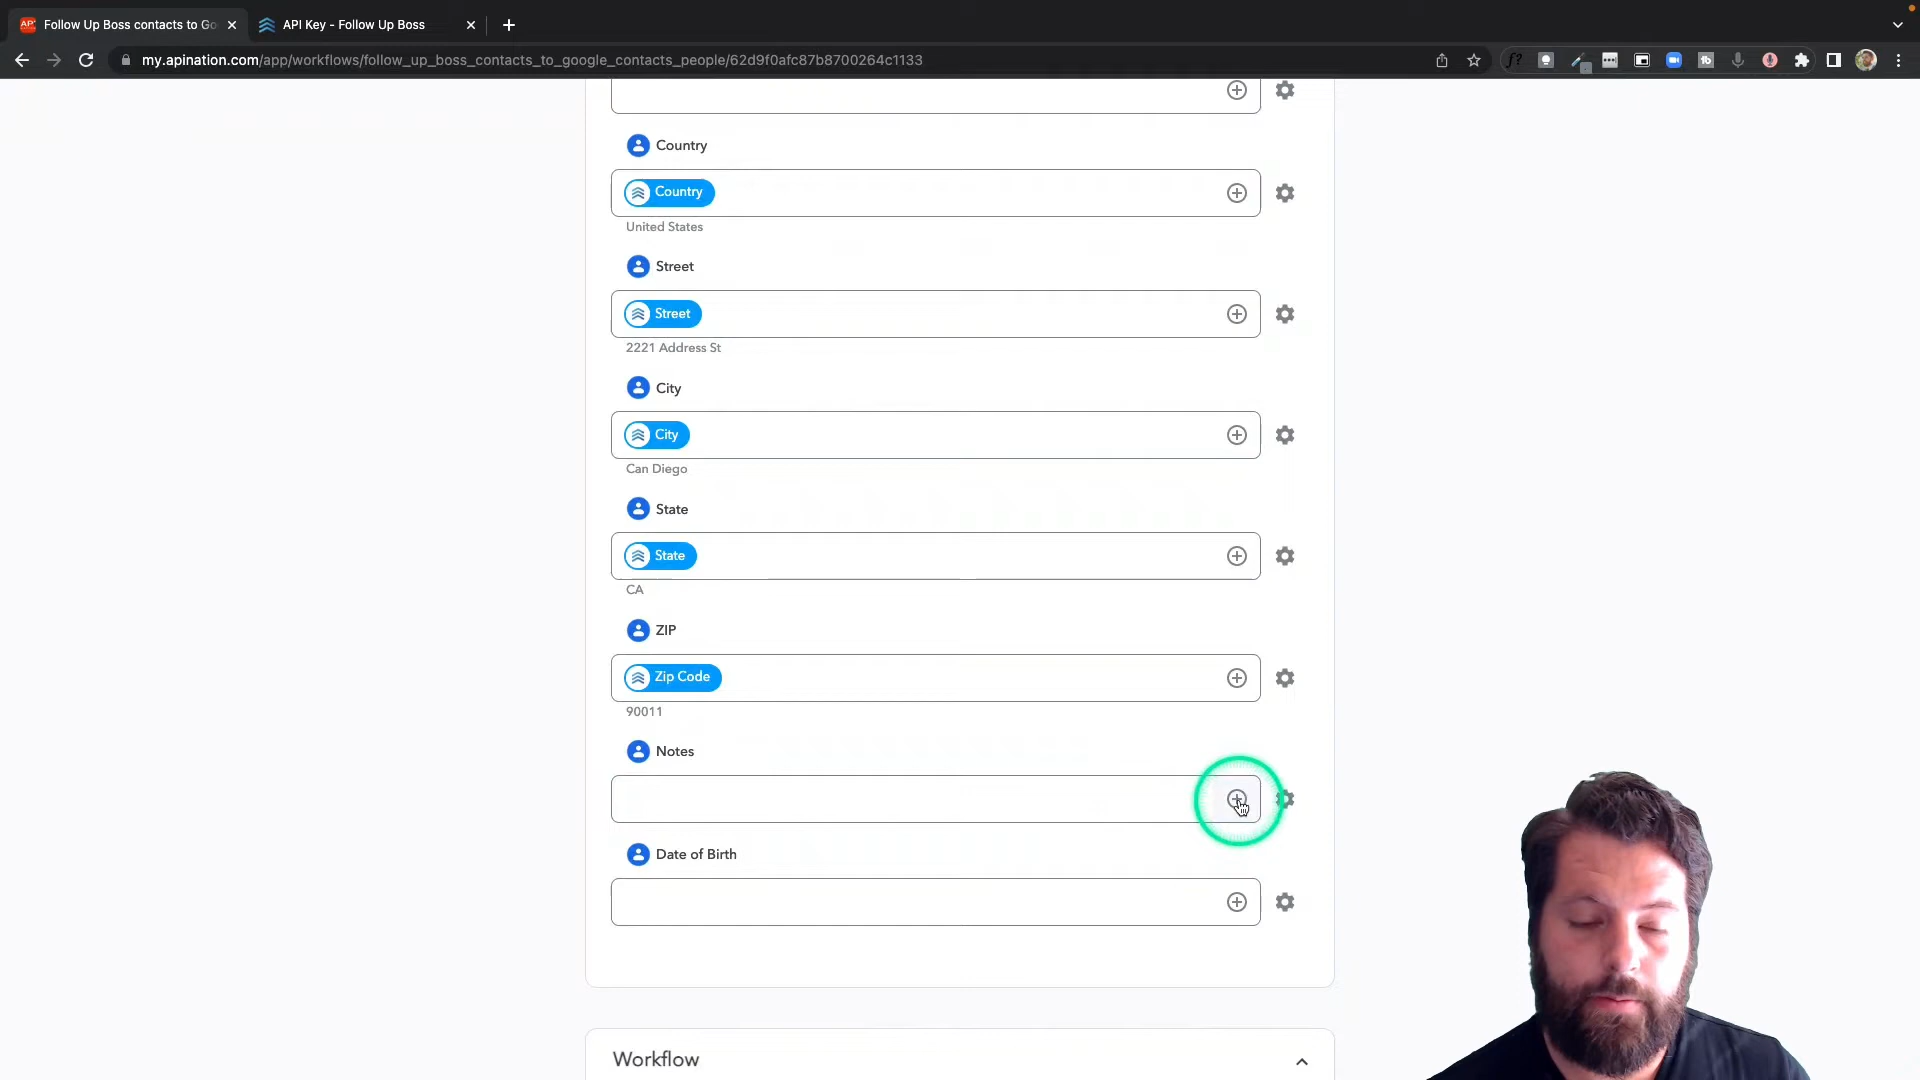 Follow Up Boss contacts to Go
API Key - Follow Up Boss
my.apination.com/app/workflows/follow_up_boss_contacts_to_google_contacts_people/62d9f0afc87b8700264c1133
Country
Country
United States
Street
Street
2221 Address St
City
City
Can Diego
State
State
CA
ZIP
Zip Code
90011
Notes
Date of Birth
Workflow